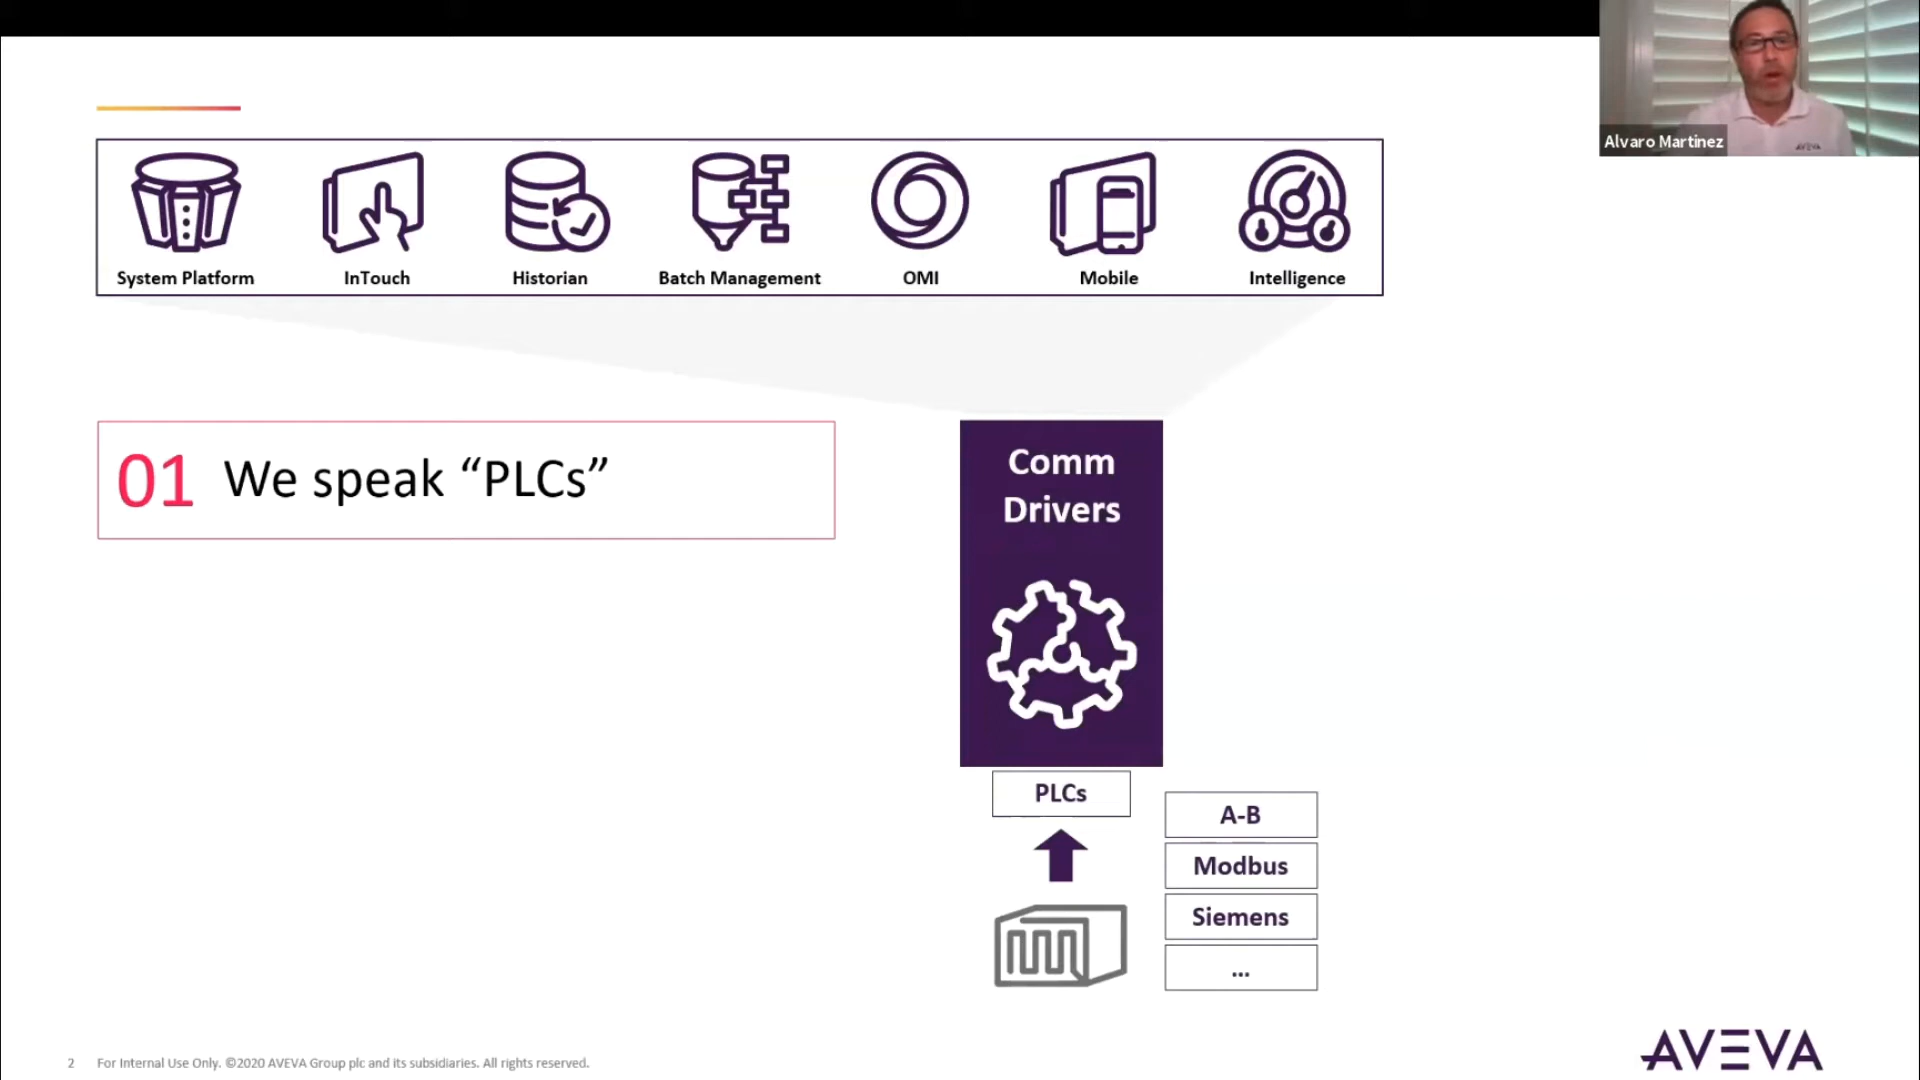 Alvaro Martinez
AVEVA
System Platform
InTouch
Historian
Batch Management
OMI
Mobile
Intelligence
01 We speak “PLCs”
Comm
Drivers
PLCs
A-B
Modbus
Siemens
...
2 For Internal Use Only. ©2020 AVEVA Group plc and its subsidiaries. All rights reserved.
AVEVA